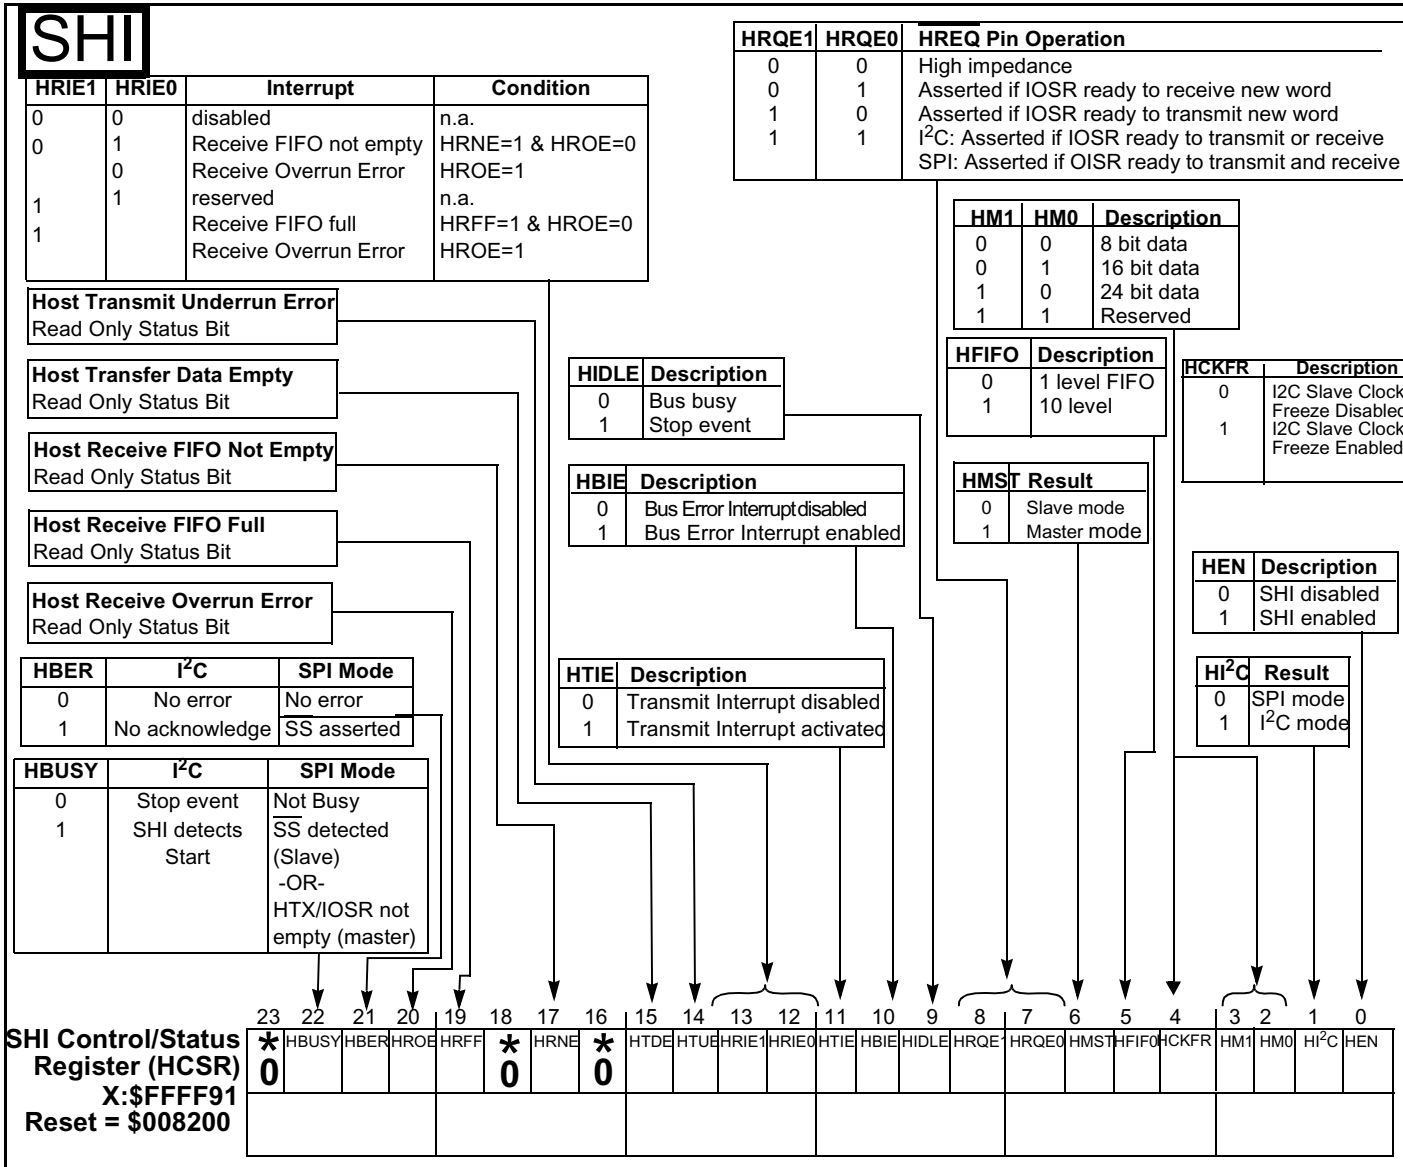 SHI
HRIE1 HRIE0 Interrupt Condition
0 0 disabled n.a.
0 1 Receive FIFO not empty HRNE=1 & HROE=0
0 Receive Overrun Error HROE=1
1 1 reserved n.a.
1 Receive FIFO full HRFF=1 & HROE=0
Receive Overrun Error HROE=1
HRQE1 HRQE0 HREQ Pin Operation
0 0 High impedance
0 1 Asserted if IOSR ready to receive new word
1 0 Asserted if IOSR ready to transmit new word
1 1 I2C: Asserted if IOSR ready to transmit or receive
SPI: Asserted if OISR ready to transmit and receive
HM1 HM0 Description
0 0 8 bit data
0 1 16 bit data
1 0 24 bit data
1 1 Reserved
Host Transmit Underrun Error
Read Only Status Bit
Host Transfer Data Empty
Read Only Status Bit
Host Receive FIFO Not Empty
Read Only Status Bit
Host Receive FIFO Full
Read Only Status Bit
Host Receive Overrun Error
Read Only Status Bit
HIDLE Description
0 Bus busy
1 Stop event
HFIFO Description
0 1 level FIFO
1 10 level
HCKFR Description
0 I2C Slave Clock
Freeze Disabled
1 I2C Slave Clock
Freeze Enabled
HBIE Description
0 Bus Error Interrupt disabled
1 Bus Error Interrupt enabled
HMST Result
0 Slave mode
1 Master mode
HEN Description
0 SHI disabled
1 SHI enabled
HBER I2C SPI Mode
0 No error No error
1 No acknowledge SS asserted
HTIE Description
0 Transmit Interrupt disabled
1 Transmit Interrupt activated
HI2C Result
0 SPI mode
1 I2C mode
HBUSY I2C SPI Mode
0 Stop event Not Busy
1 SHI detects SS detected
Start (Slave)
-OR-
HTX/IOSR not
empty (master)
23 22 21 20 19 18 17 16 15 14 13 12 11 10 9 8 7 6 5 4 3 2 1 0
SHI Control/Status * HBUSY HBER HROE HRFF * HRNE * HTDE HTUE HRIE1 HRIE0 HTIE HBIE HIDLE HRQE1 HRQE0 HMST HFIF0 HCKFR HM1 HM0 HI2C HEN
Register (HCSR) 0 0 0
X:$FFFF91
Reset = $008200